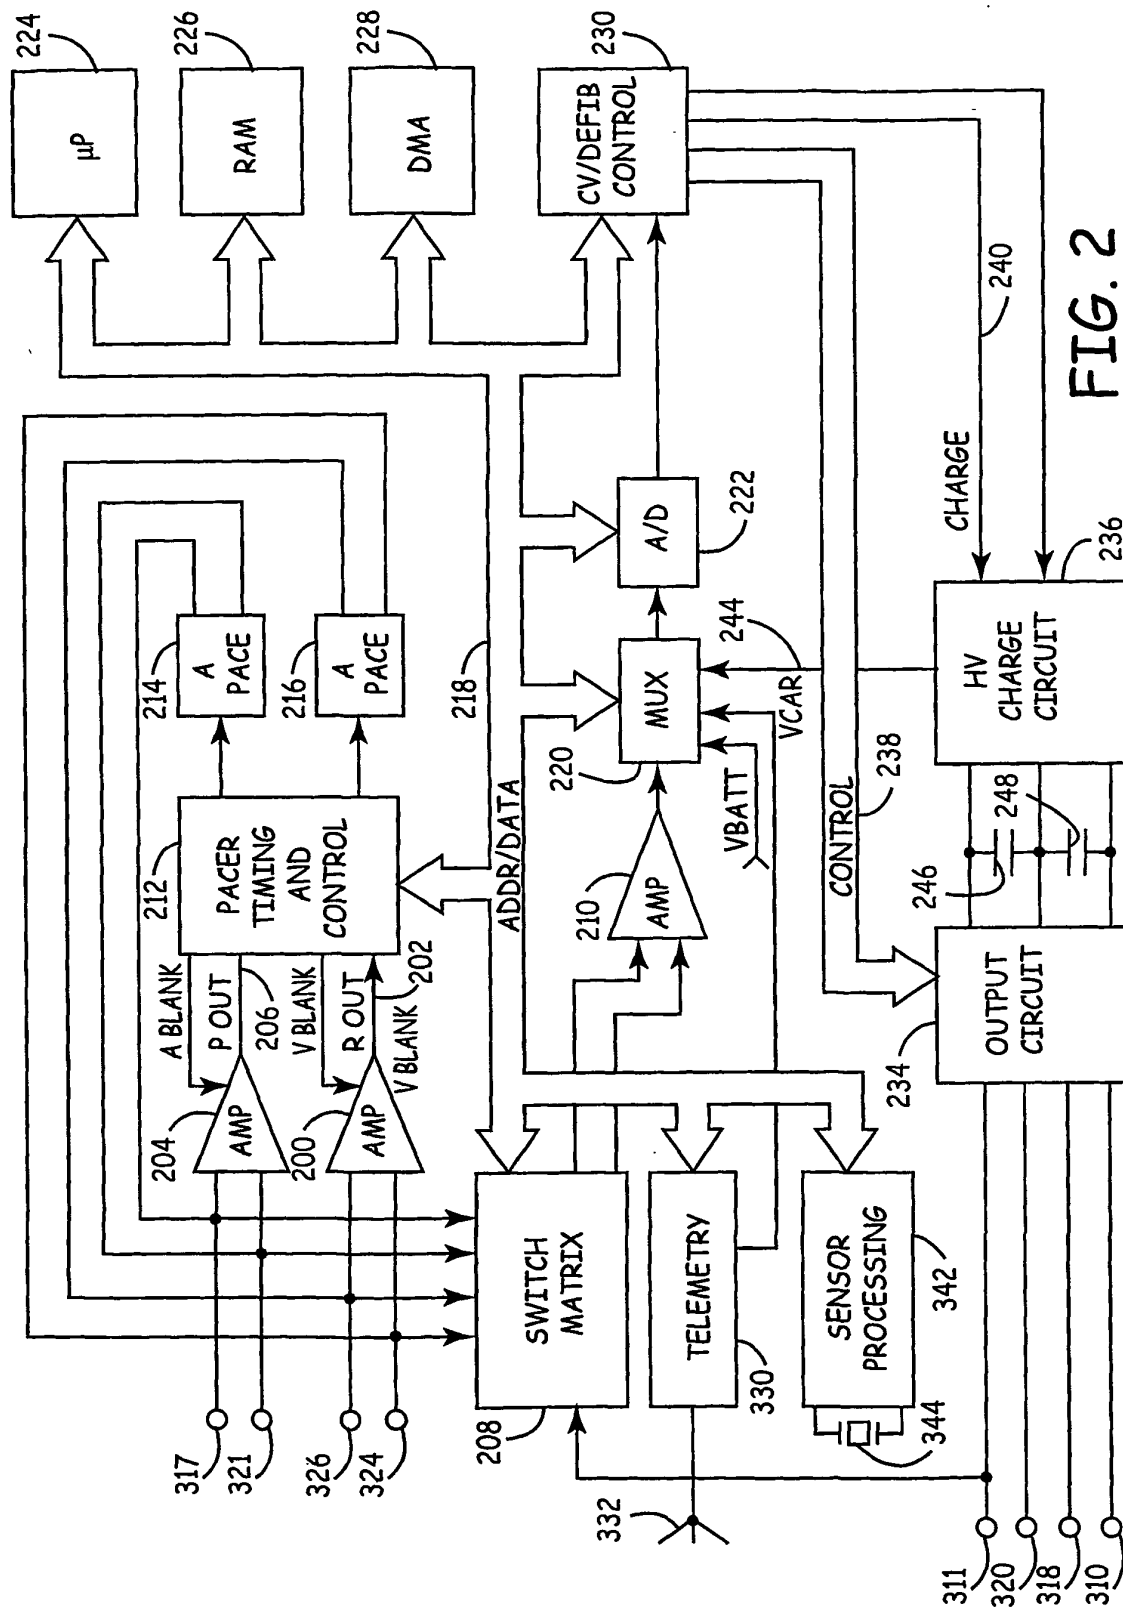 224
μP
226
RAM
228
DMA
230
CV/DEFIB
CONTROL
214
A
PACE
216
A
PACE
218
212
PACER
TIMING
AND
CONTROL
A BLANK
P OUT
206
V BLANK
R OUT
202
V BLANK
204
AMP
200
AMP
317
321
326
324
ADDR/DATA
208
SWITCH
MATRIX
210
AMP
220
MUX
A/D
222
VBATT
VCAR
244
332
TELEMETRY
330
SENSOR
PROCESSING
342
344
CONTROL
238
CHARGE
240
234
OUTPUT
CIRCUIT
246
248
HV
CHARGE
CIRCUIT
236
311
320
318
310
FIG. 2